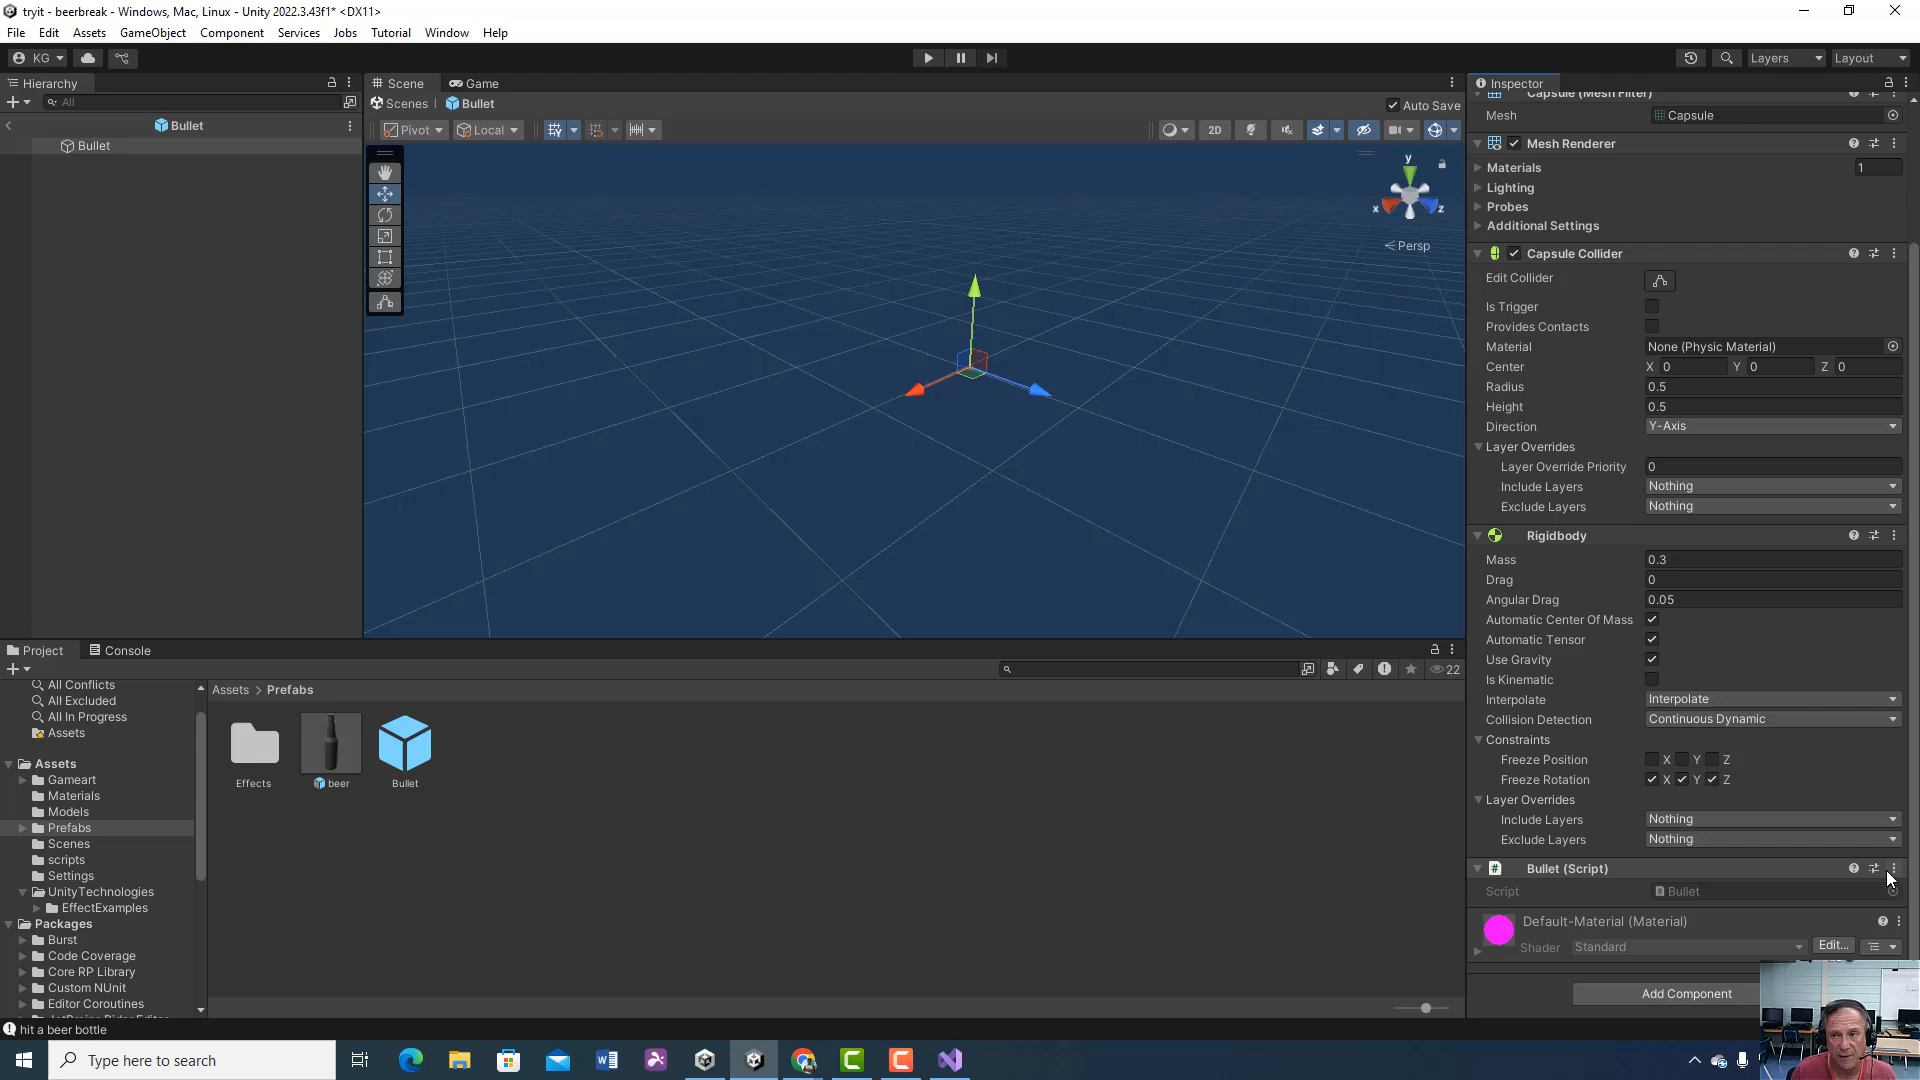 tryit - beerbreak - Windows, Mac, Linux - Unity 2022.3.43f1* <DX11>
File Edit Assets GameObject Component Services Jobs Tutorial Window Help
KG Layers Layout
Hierarchy
All
Bullet
Bullet
Scene Game
Scenes Bullet Auto Save
Pivot Local 2D
y
x z
Persp
Inspector
Capsule (Mesh Filter)
Mesh Capsule
Mesh Renderer
Materials 1
Lighting
Probes
Additional Settings
Capsule Collider
Edit Collider
Is Trigger
Provides Contacts
Material None (Physic Material)
Center X 0 Y 0 Z 0
Radius 0.5
Height 0.5
Direction Y-Axis
Layer Overrides
Layer Override Priority 0
Include Layers Nothing
Exclude Layers Nothing
Rigidbody
Mass 0.3
Drag 0
Angular Drag 0.05
Automatic Center Of Mass
Automatic Tensor
Use Gravity
Is Kinematic
Interpolate Interpolate
Collision Detection Continuous Dynamic
Constraints
Freeze Position X Y Z
Freeze Rotation X Y Z
Layer Overrides
Include Layers Nothing
Exclude Layers Nothing
Bullet (Script)
Script Bullet
Default-Material (Material)
Shader Standard Edit...
Add Component
Project Console
22
All Conflicts
All Excluded
All In Progress
Assets
Assets
Gameart
Materials
Models
Prefabs
Scenes
scripts
Settings
UnityTechnologies
EffectExamples
Packages
Burst
Code Coverage
Core RP Library
Custom NUnit
Editor Coroutines
Assets > Prefabs
Effects beer Bullet
hit a beer bottle
Type here to search